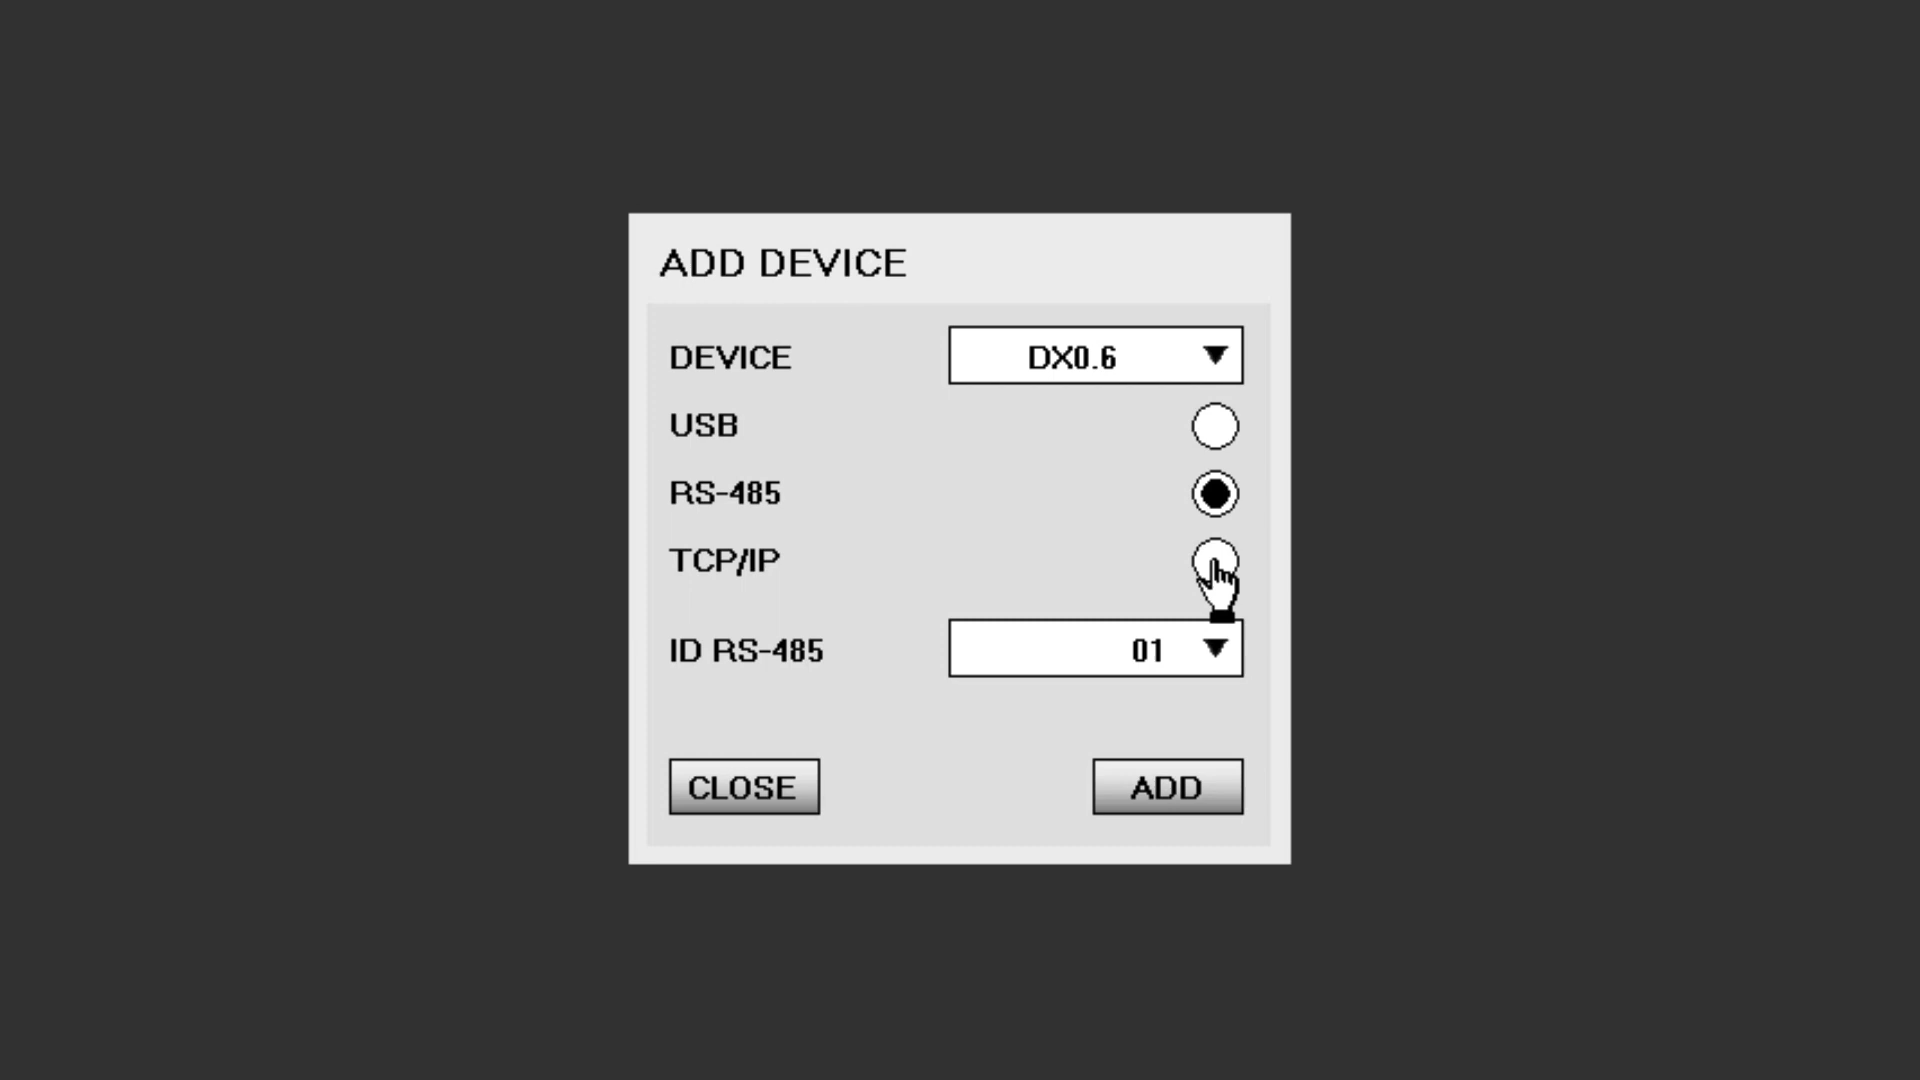 ADD DEVICE
DEVICE DX0.6
USB
RS-485
TCP/IP
ID RS-485 01
CLOSE ADD